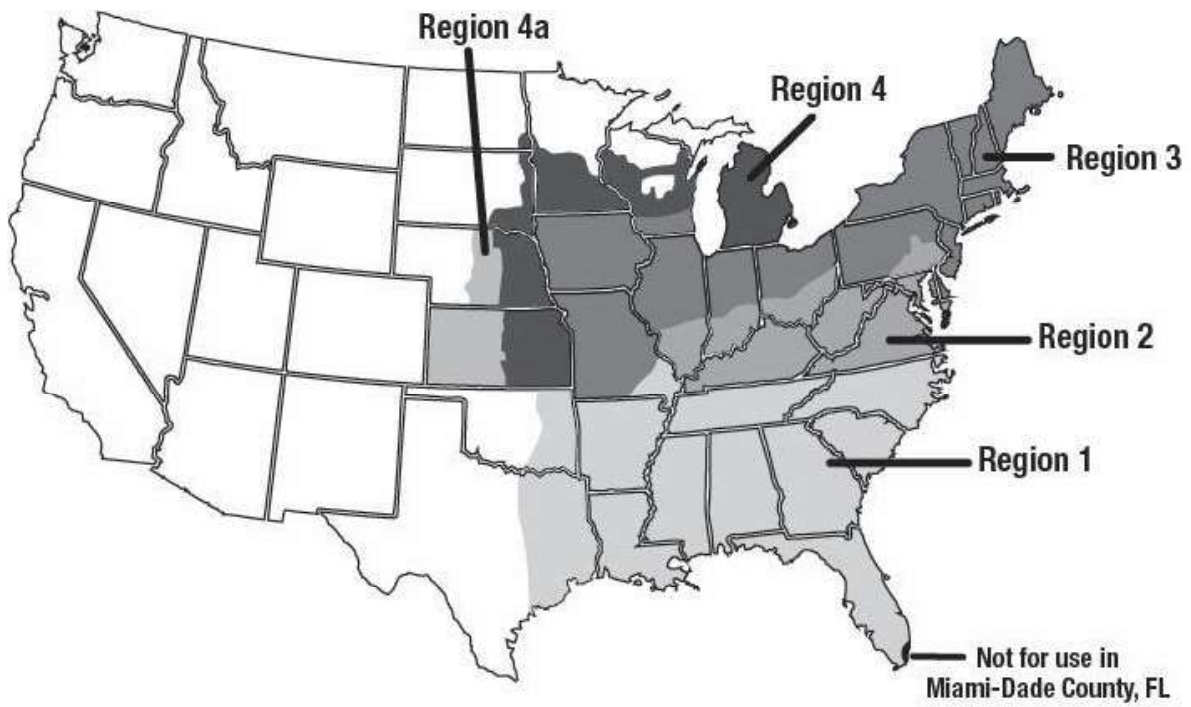 Region 4a
Region 4
Region 3
Region 2
Region 1
Not for use in
Miami-Dade County, FL